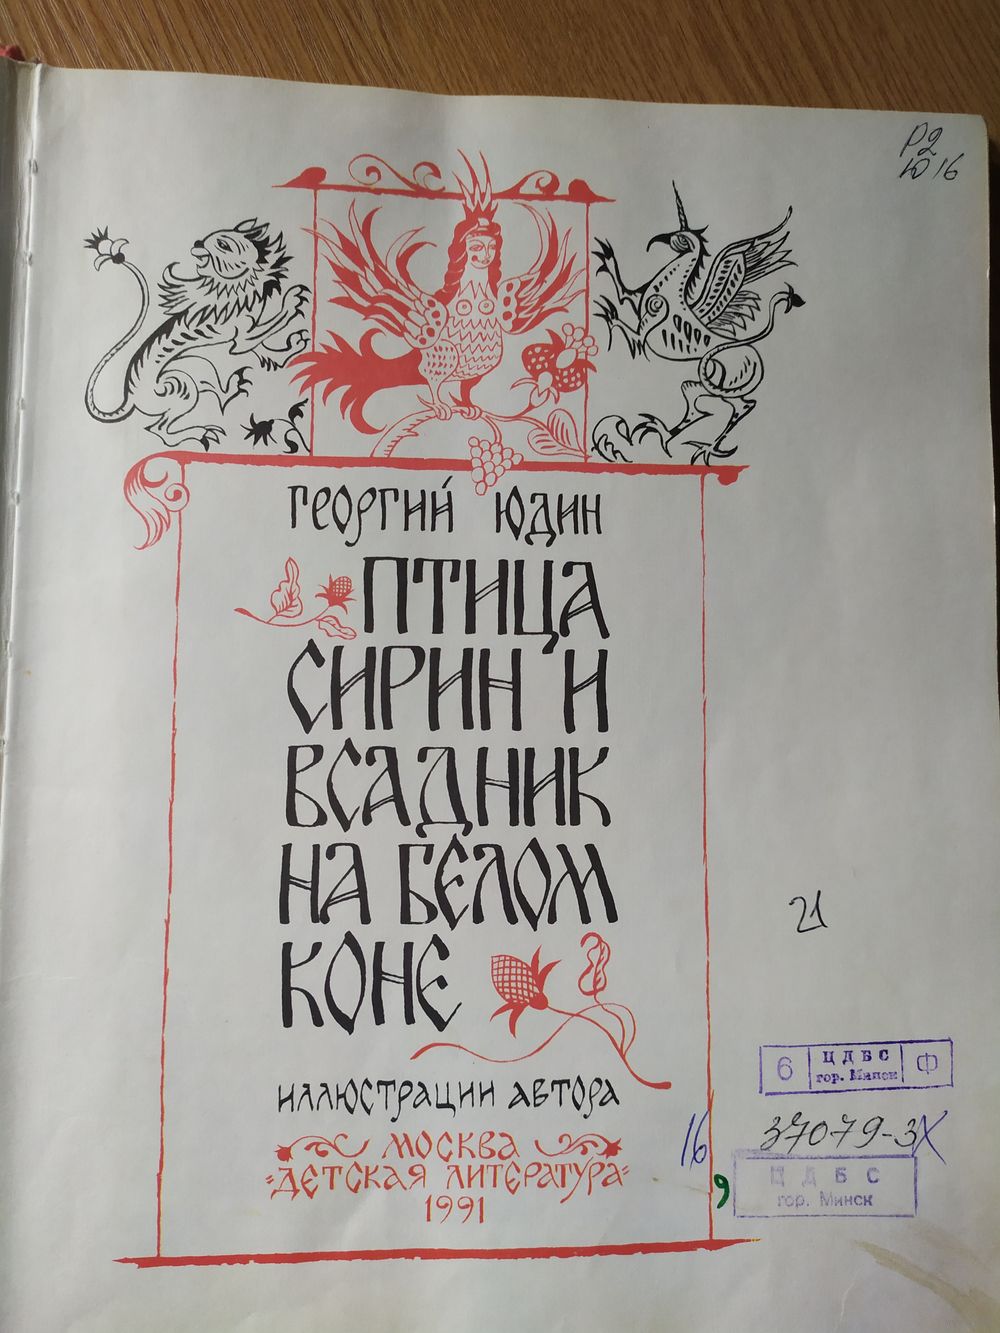 Р2
Ю16
ГЕОРГИЙ ЮДИН
ПТИЦА
СИРИН И
ВСАДНИК
НА БЕЛОМ
КОНЕ
21
ИЛЛЮСТРАЦИИ АВТОРА
МОСКВА
"ДЕТСКАЯ ЛИТЕРАТУРА"
1991
6 ЦДБС гор. Минск Ф
37079-3X
16
9
ЦДБС
гор. Минск